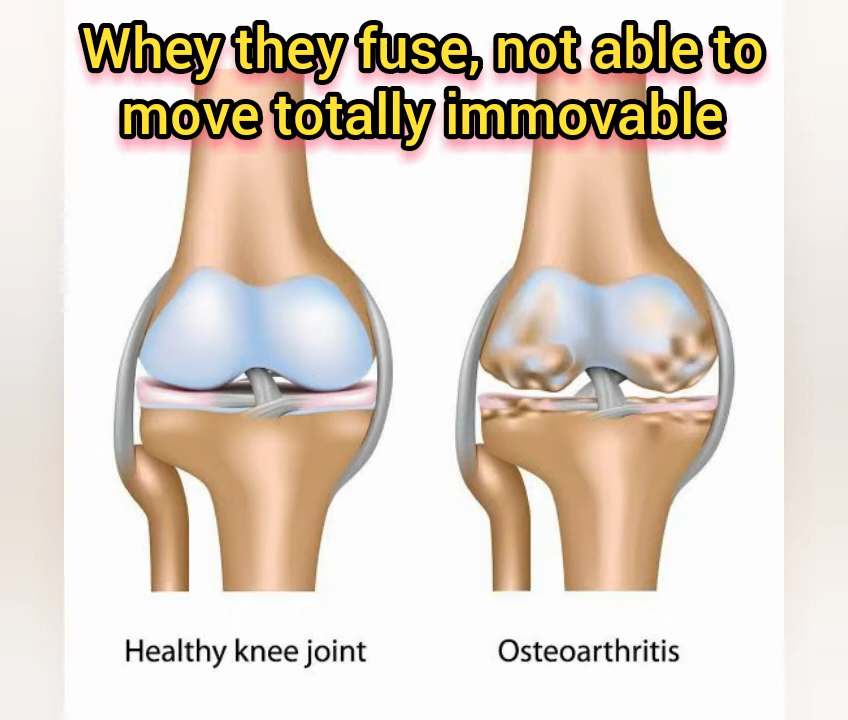 Whey they fuse, not able to
move totally immovable
Healthy knee joint
Osteoarthritis